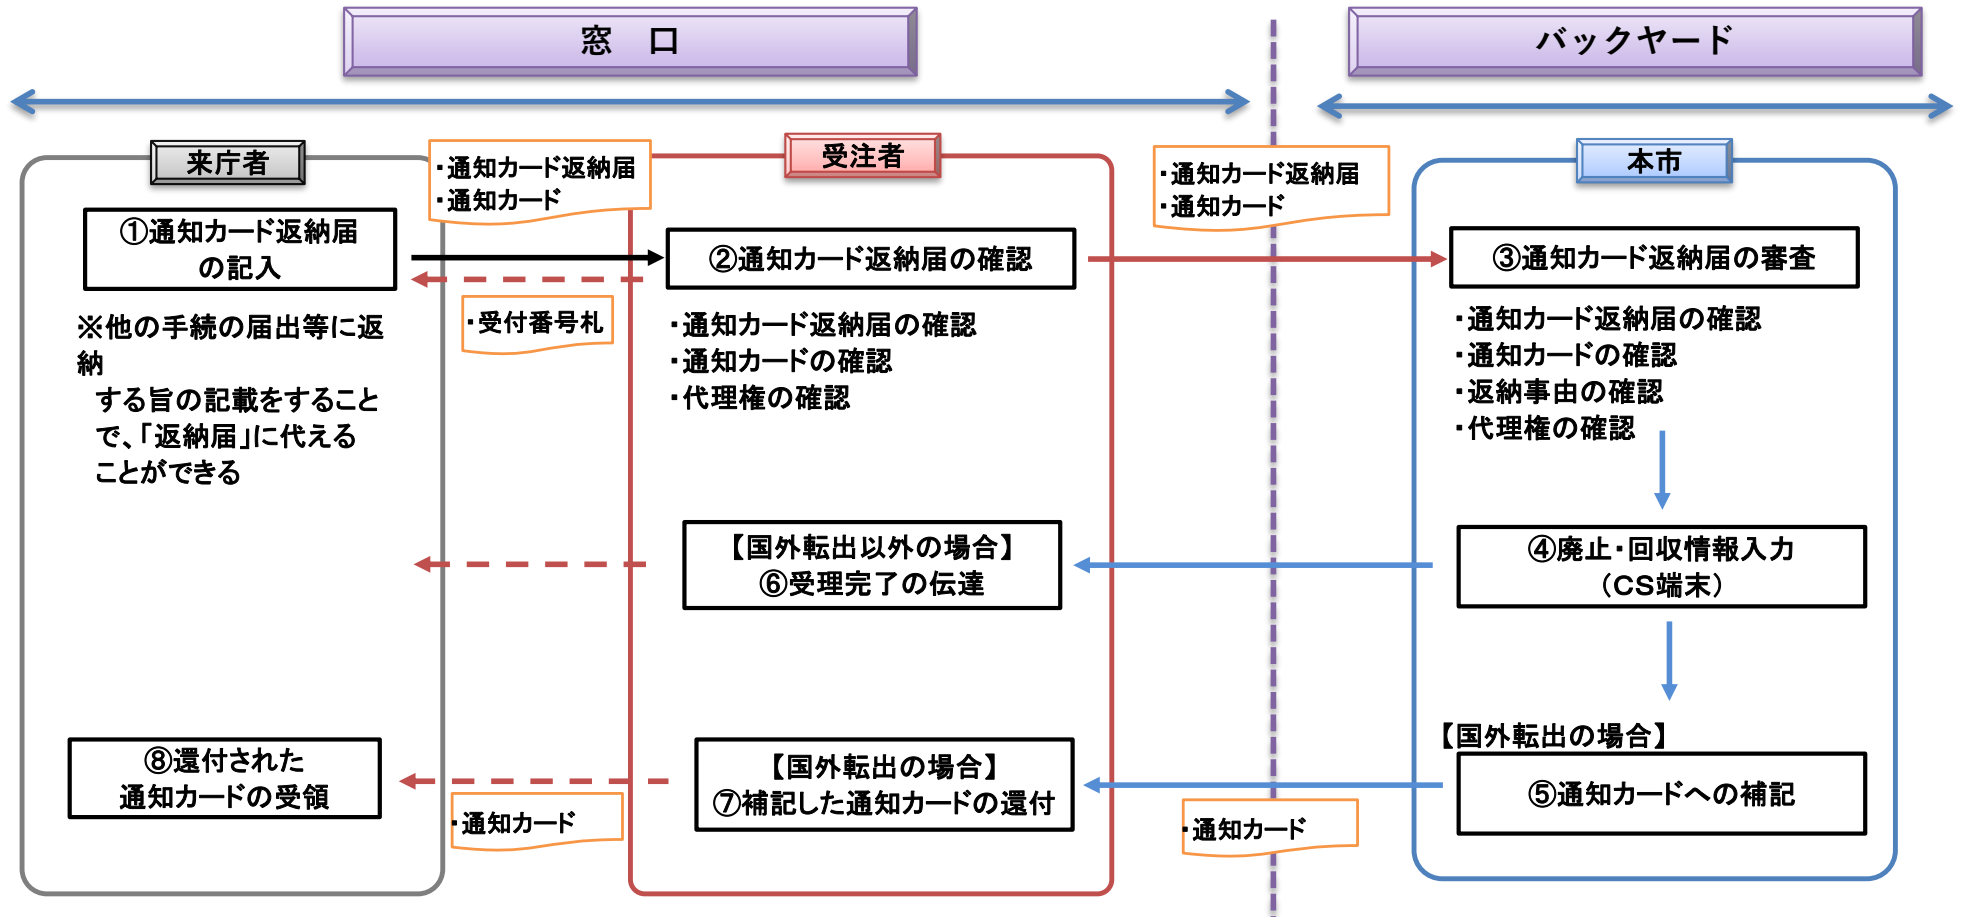 窓　口
バックヤード
来庁者
・通知カード返納届
・通知カード
受注者
・通知カード返納届
・通知カード
本市
①通知カード返納届
の記入
②通知カード返納届の確認
③通知カード返納届の審査
※他の手続の届出等に返
納
する旨の記載をすること
で、「返納届」に代える
ことができる
・受付番号札
・通知カード返納届の確認
・通知カードの確認
・代理権の確認
・通知カード返納届の確認
・通知カードの確認
・返納事由の確認
・代理権の確認
【国外転出以外の場合】
⑥受理完了の伝達
④廃止・回収情報入力
（CS端末）
【国外転出の場合】
⑤通知カードへの補記
【国外転出の場合】
⑦補記した通知カードの還付
⑧還付された
通知カードの受領
・通知カード
・通知カード